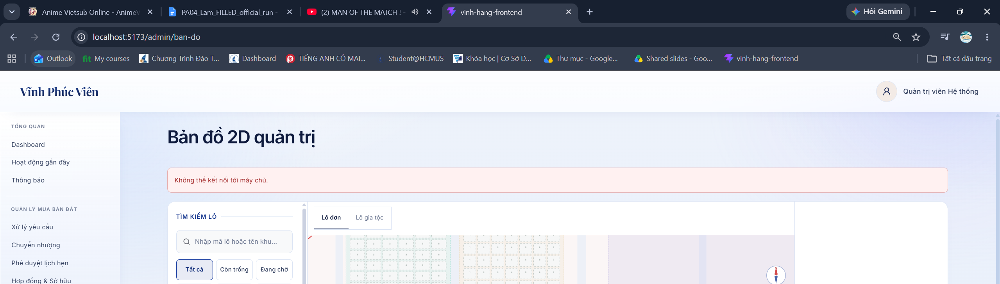 Anime Vietsub Online - AnimeV
PA04_Lam_FILLED_official_run -
(2) MAN OF THE MATCH ! -
vinh-hang-frontend
Hỏi Gemini
localhost:5173/admin/ban-do
Outlook
fit My courses
Chương Trình Đào T...
Dashboard
TIẾNG ANH CÔ MAI...
Student@HCMUS
Khóa học | Cơ Sở D...
Thư mục - Google...
Shared slides - Goo...
vinh-hang-frontend
Tất cả dấu trang
Vĩnh Phúc Viên
Quản trị viên Hệ thống
TỔNG QUAN
Dashboard
Hoạt động gần đây
Thông báo
QUẢN LÝ MUA BÁN ĐẤT
Xử lý yêu cầu
Chuyển nhượng
Phê duyệt lịch hẹn
Hợp đồng & Sở hữu
Bản đồ 2D quản trị
Không thể kết nối tới máy chủ.
TÌM KIẾM LÔ
Nhập mã lô hoặc tên khu...
Tất cả
Còn trống
Đang chờ
Lô đơn
Lô gia tộc
N